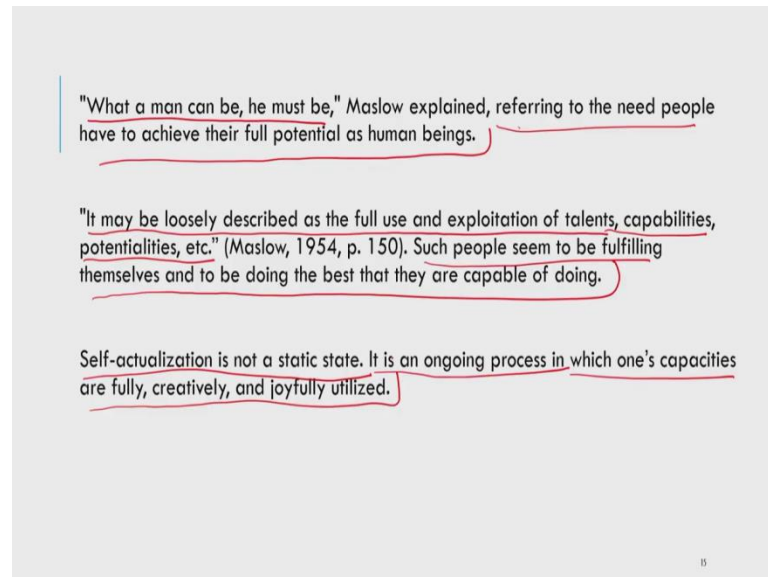 "What a man can be, he must be," Maslow explained, referring to the need people
have to achieve their full potential as human beings.
"It may be loosely described as the full use and exploitation of talents, capabilities,
potentialities, etc." (Maslow, 1954, p. 150). Such people seem to be fulfilling
themselves and to be doing the best that they are capable of doing.
Self-actualization is not a static state. It is an ongoing process in which one's capacities
are fully, creatively, and joyfully utilized.
15